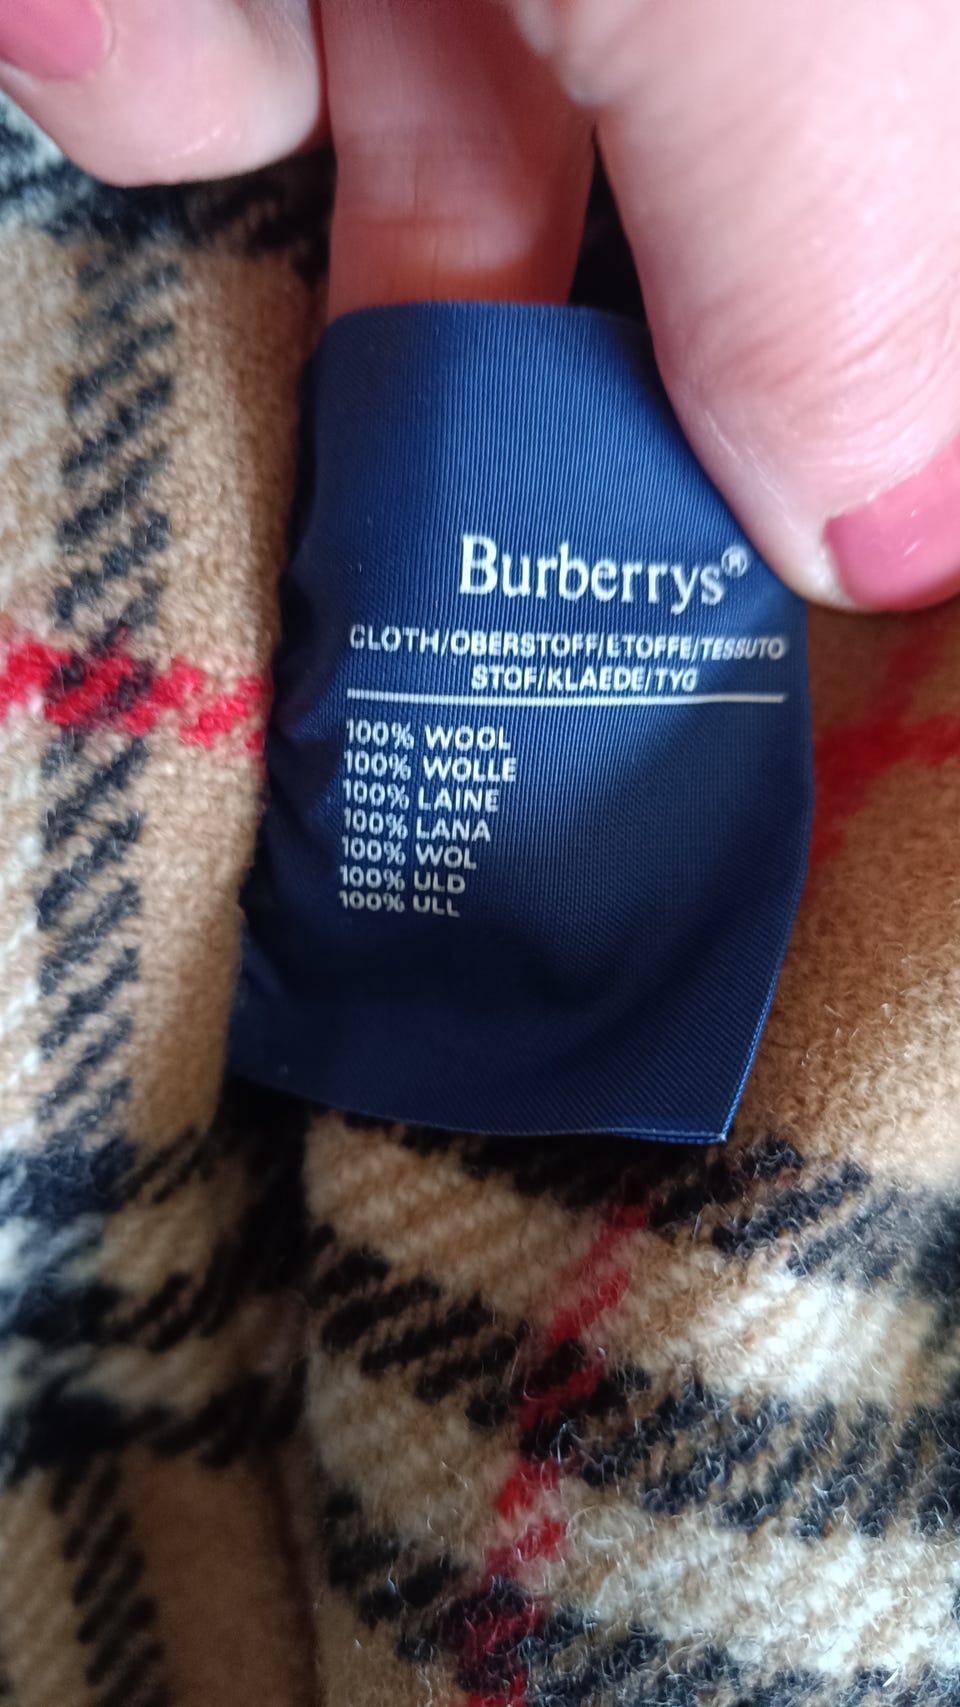 Burberrys®
CLOTH/OBERSTOFF/ETOFFE/TESSUTO
STOF/KLAEDE/TYG
100% WOOL
100% WOLLE
100% LAINE
100% LANA
100% WOL
100% ULD
100% ULL